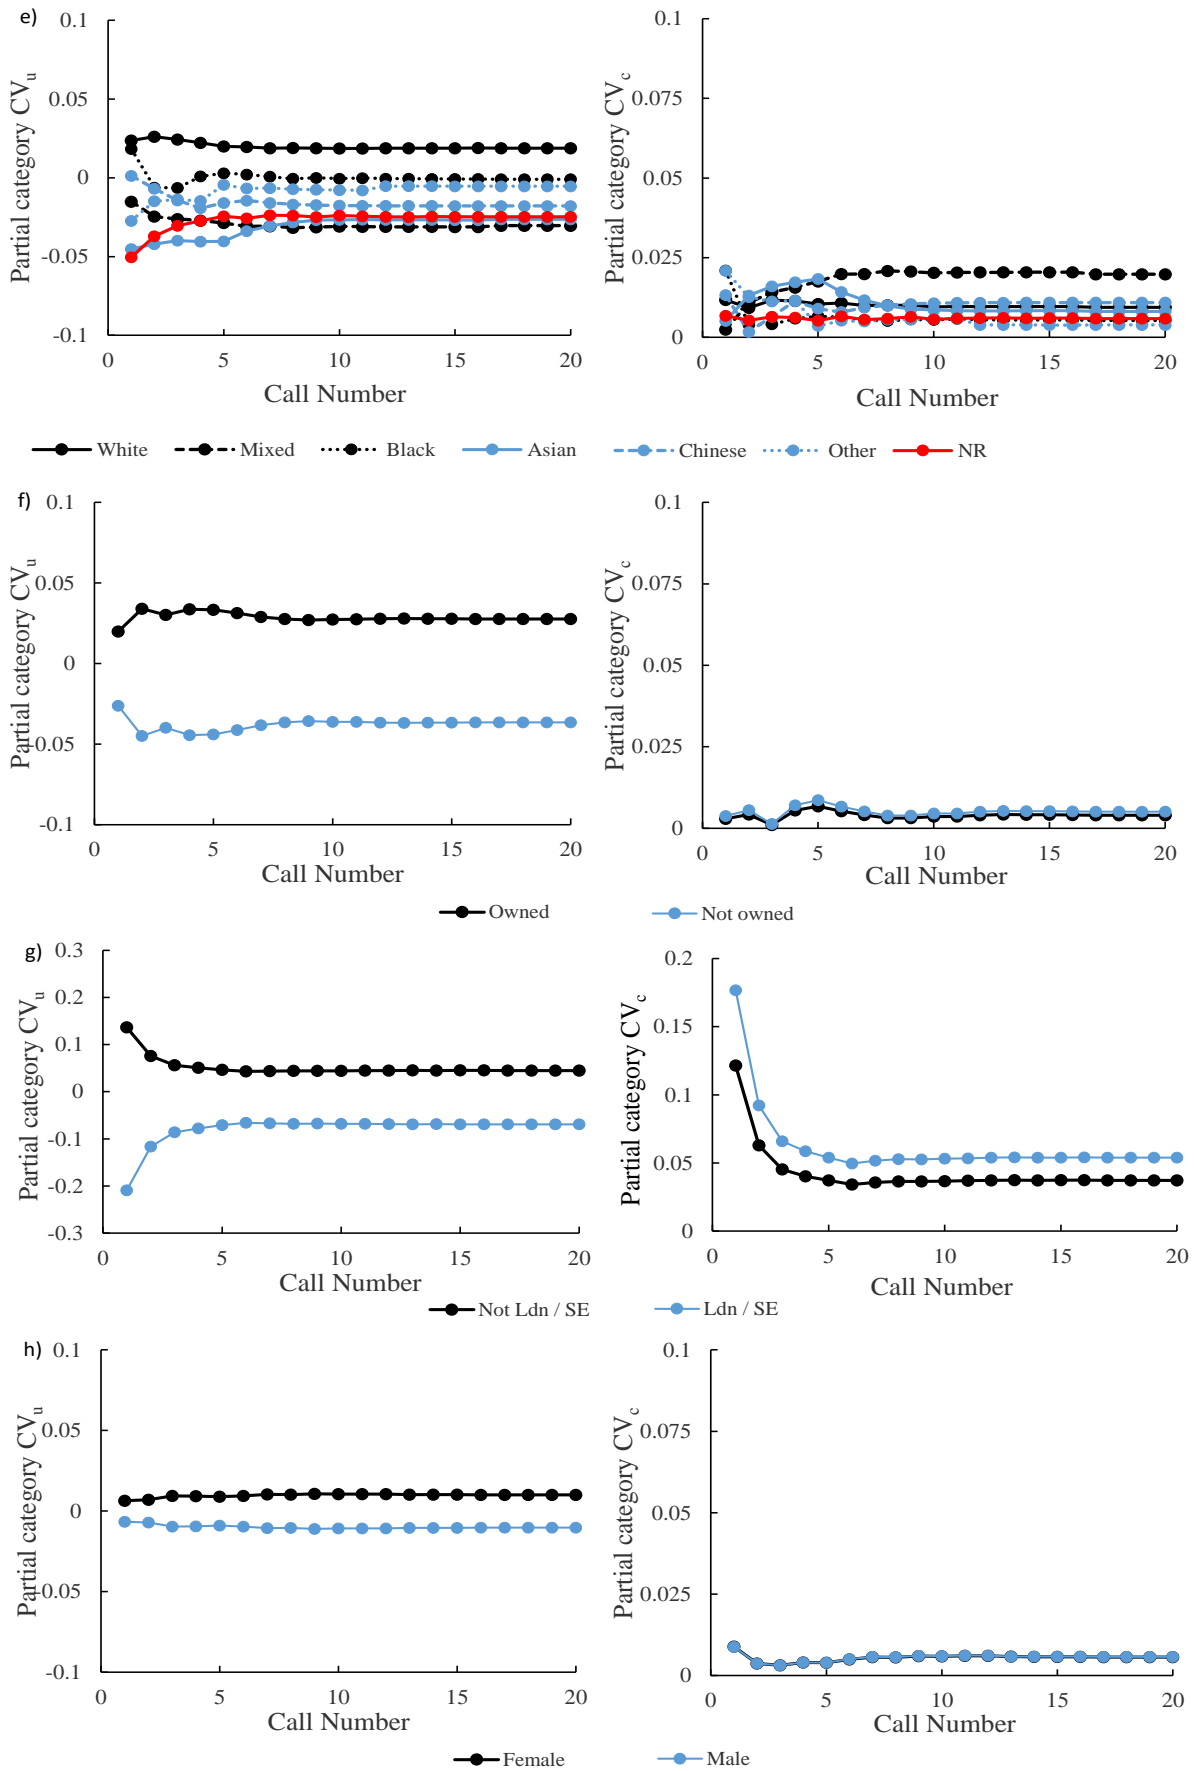 e)
Partial category CVu
0.1
0.05
0
-0.05
-0.1
0 5 10 15 20
Call Number
Partial category CVc
0.1
0.075
0.05
0.025
0
0 5 10 15 20
Call Number
White Mixed Black Asian Chinese Other NR
f)
Partial category CVu
0.1
0.05
0
-0.05
-0.1
0 5 10 15 20
Call Number
Partial category CVc
0.1
0.075
0.05
0.025
0
0 5 10 15 20
Call Number
Owned Not owned
g)
Partial category CVu
0.3
0.2
0.1
0
-0.1
-0.2
-0.3
0 5 10 15 20
Call Number
Partial category CVc
0.2
0.15
0.1
0.05
0
0 5 10 15 20
Call Number
Not Ldn / SE Ldn / SE
h)
Partial category CVu
0.1
0.05
0
-0.05
-0.1
0 5 10 15 20
Call Number
Partial category CVc
0.1
0.075
0.05
0.025
0
0 5 10 15 20
Call Number
Female Male